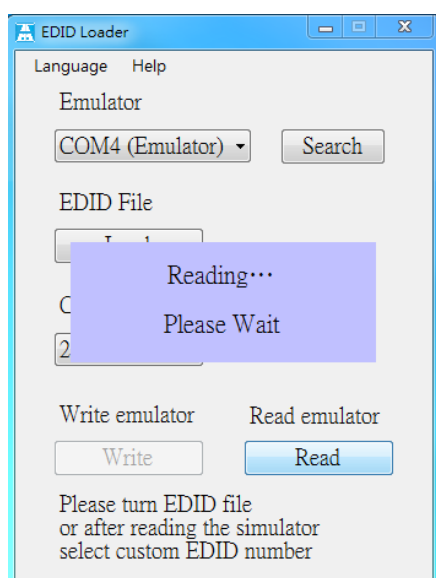 EDID Loader
Language Help
Emulator
COM4 (Emulator) Search
EDID File
Reading···
Please Wait
2
Write emulator Read emulator
Write Read
Please turn EDID file
or after reading the simulator
select custom EDID number